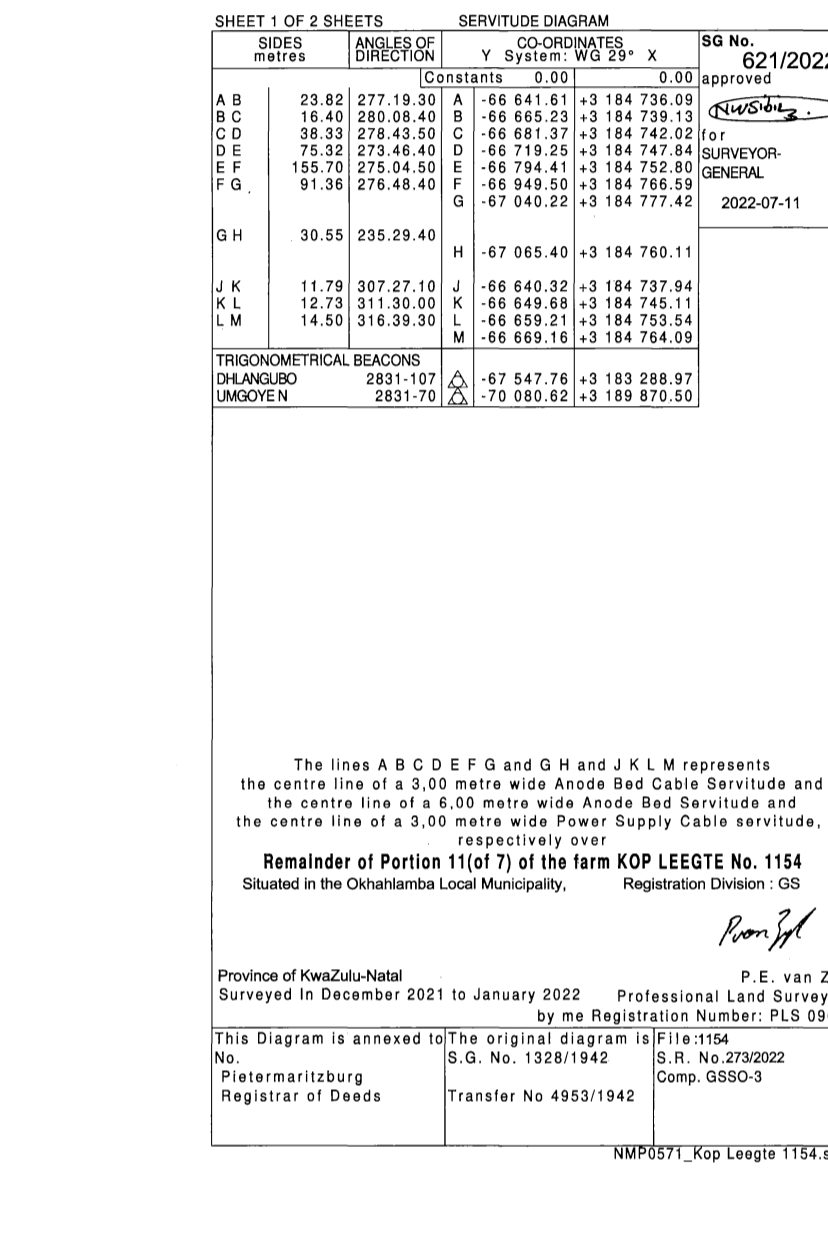 SHEET 1 OF 2 SHEETS SERVITUDE DIAGRAM
SIDES metres ANGLES OF DIRECTION CO-ORDINATES Y System: WG 29° X
Constants 0.00 0.00
A B 23.82 277.19.30 A -66 641.61 +3 184 736.09
B C 16.40 280.08.40 B -66 665.23 +3 184 739.13
C D 38.33 278.43.50 C -66 681.37 +3 184 742.02
D E 75.32 273.46.40 D -66 719.25 +3 184 747.84
E F 155.70 275.04.50 E -66 794.41 +3 184 752.80
F G 91.36 276.48.40 F -66 949.50 +3 184 766.59
G -67 040.22 +3 184 777.42
G H 30.55 235.29.40
H -67 065.40 +3 184 760.11
J K 11.79 307.27.10 J -66 640.32 +3 184 737.94
K L 12.73 311.30.00 K -66 649.68 +3 184 745.11
L M 14.50 316.39.30 L -66 659.21 +3 184 753.54
M -66 669.16 +3 184 764.09
TRIGONOMETRICAL BEACONS
DHLANGUBO 2831-107 -67 547.76 +3 183 288.97
UMGOYE N 2831-70 -70 080.62 +3 189 870.50
SG No.
621/2022
approved
for
SURVEYOR-
GENERAL
2022-07-11
The lines A B C D E F G and G H and J K L M represents
the centre line of a 3,00 metre wide Anode Bed Cable Servitude and
the centre line of a 6,00 metre wide Anode Bed Servitude and
the centre line of a 3,00 metre wide Power Supply Cable servitude,
respectively over
Remainder of Portion 11(of 7) of the farm KOP LEEGTE No. 1154
Situated in the Okhahlamba Local Municipality, Registration Division : GS
Province of KwaZulu-Natal P.E. van Z
Surveyed In December 2021 to January 2022 Professional Land Survey
by me Registration Number: PLS 09
This Diagram is annexed to
No.
Pietermaritzburg
Registrar of Deeds
The original diagram is
S.G. No. 1328/1942
Transfer No 4953/1942
File:1154
S.R. No.273/2022
Comp. GSSO-3
NMP0571_Kop Leegte 1154.s